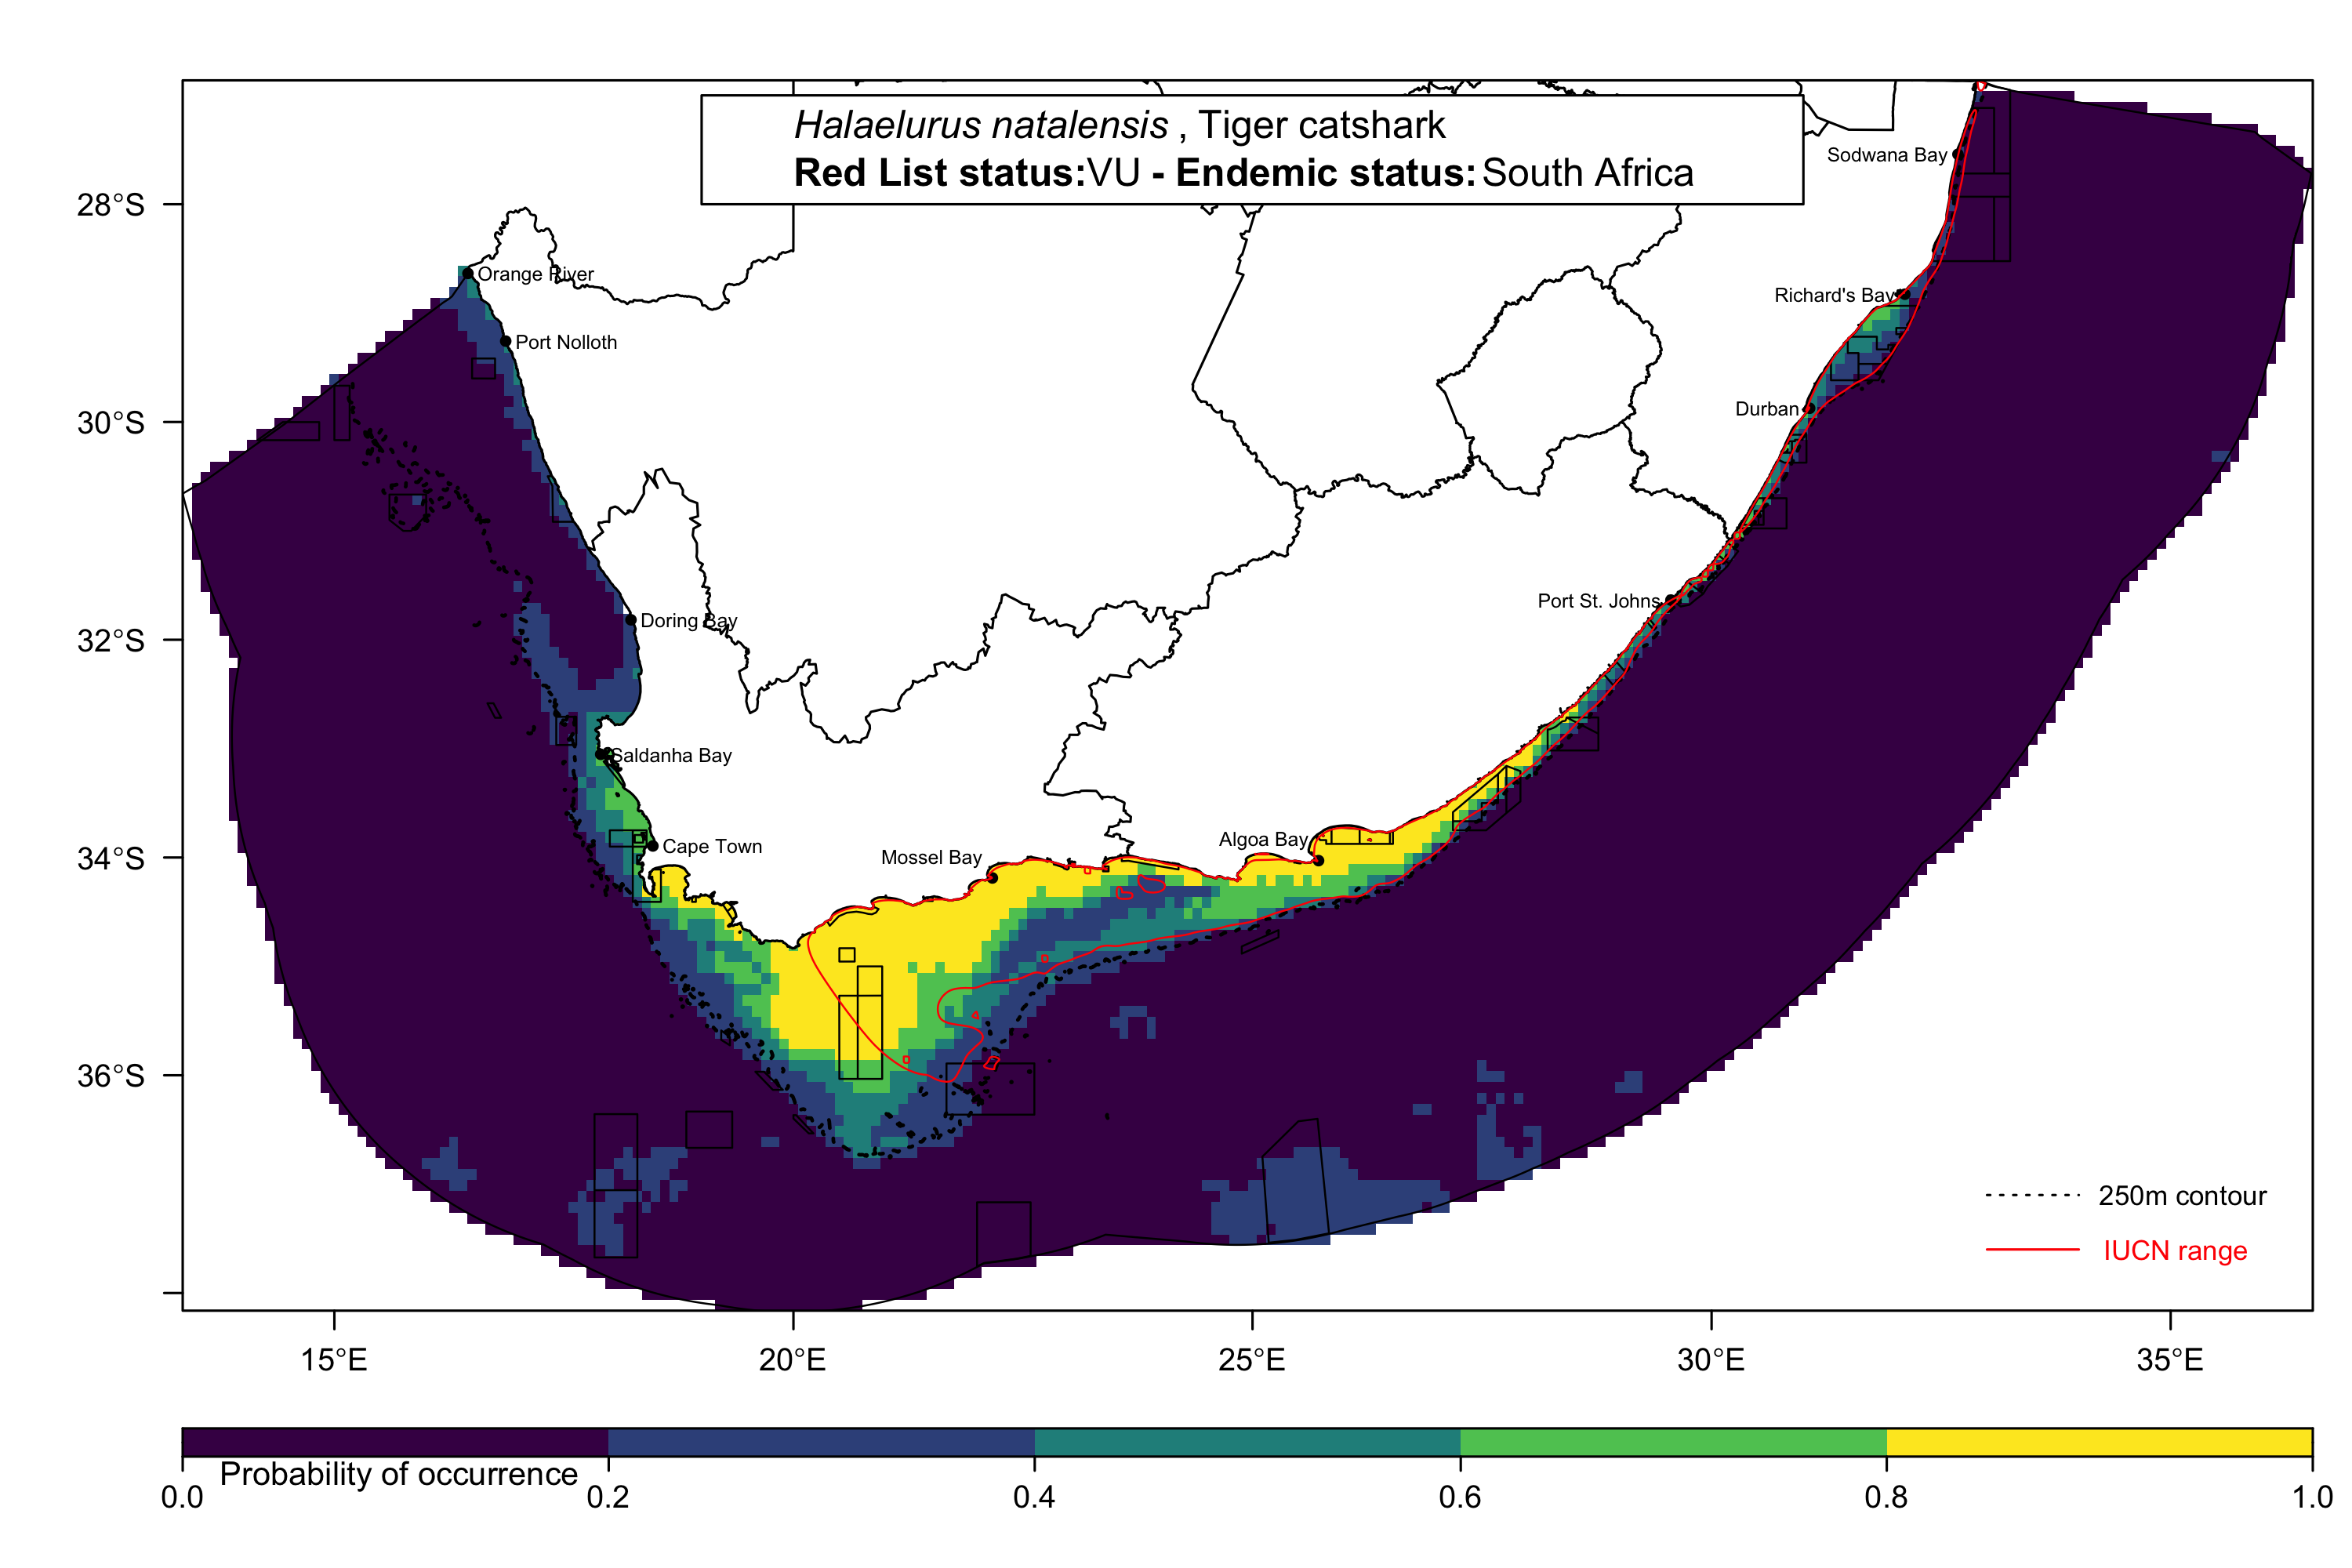 Halaelurus natalensis , Tiger catshark
Red List status:VU - Endemic status:South Africa
Sodwana Bay
28°S
Orange River
Richard's Bay
Port Nolloth
Durban
30°S
Port St. Johns
Doring Bay
32°S
Saldanha Bay
Algoa Bay
Cape Town
Mossel Bay
34°S
36°S
250m contour
IUCN range
15°E 20°E 25°E 30°E 35°E
Probability of occurrence
0.0 0.2 0.4 0.6 0.8 1.0